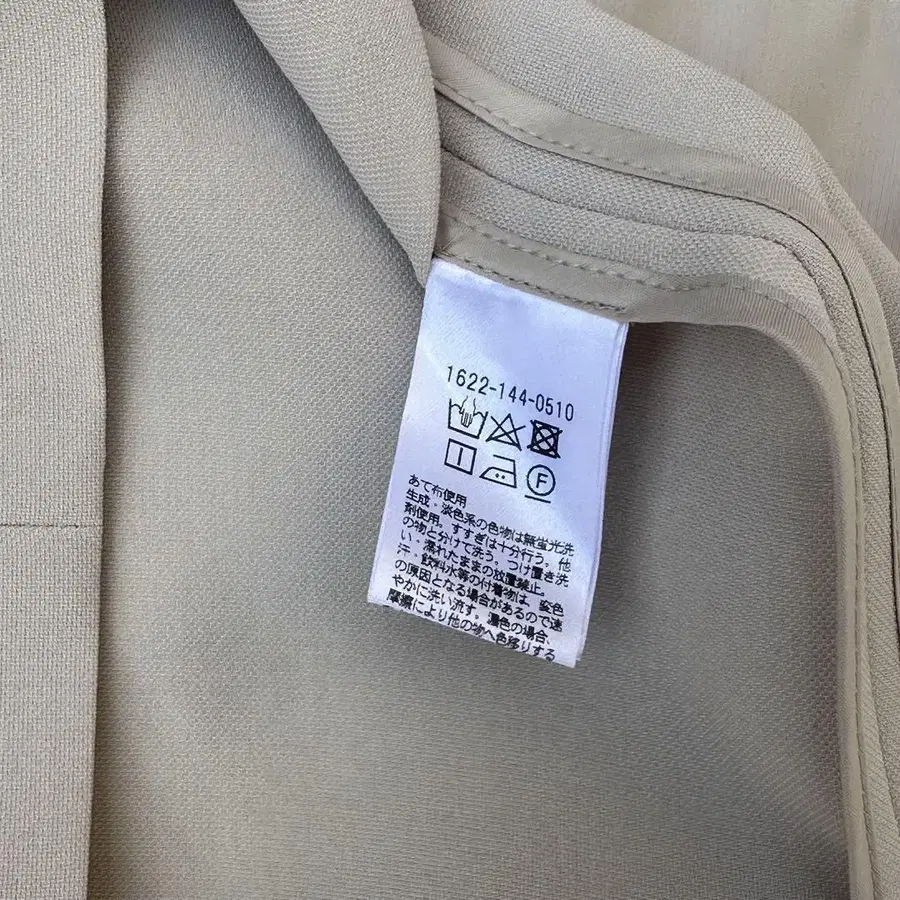 1622-144-0510
F
あて布使用
生成・淡色系の色物は無蛍光洗
剤使用。すすぎは十分行う。他
の物と分けて洗う。つけ置き洗
い・濡れたままの放置禁止。
汗・飲料水等の付着物は、変色
の原因となる場合があるので速
やかに洗い流す。濃色の場合、
摩擦により他の物へ色移りする